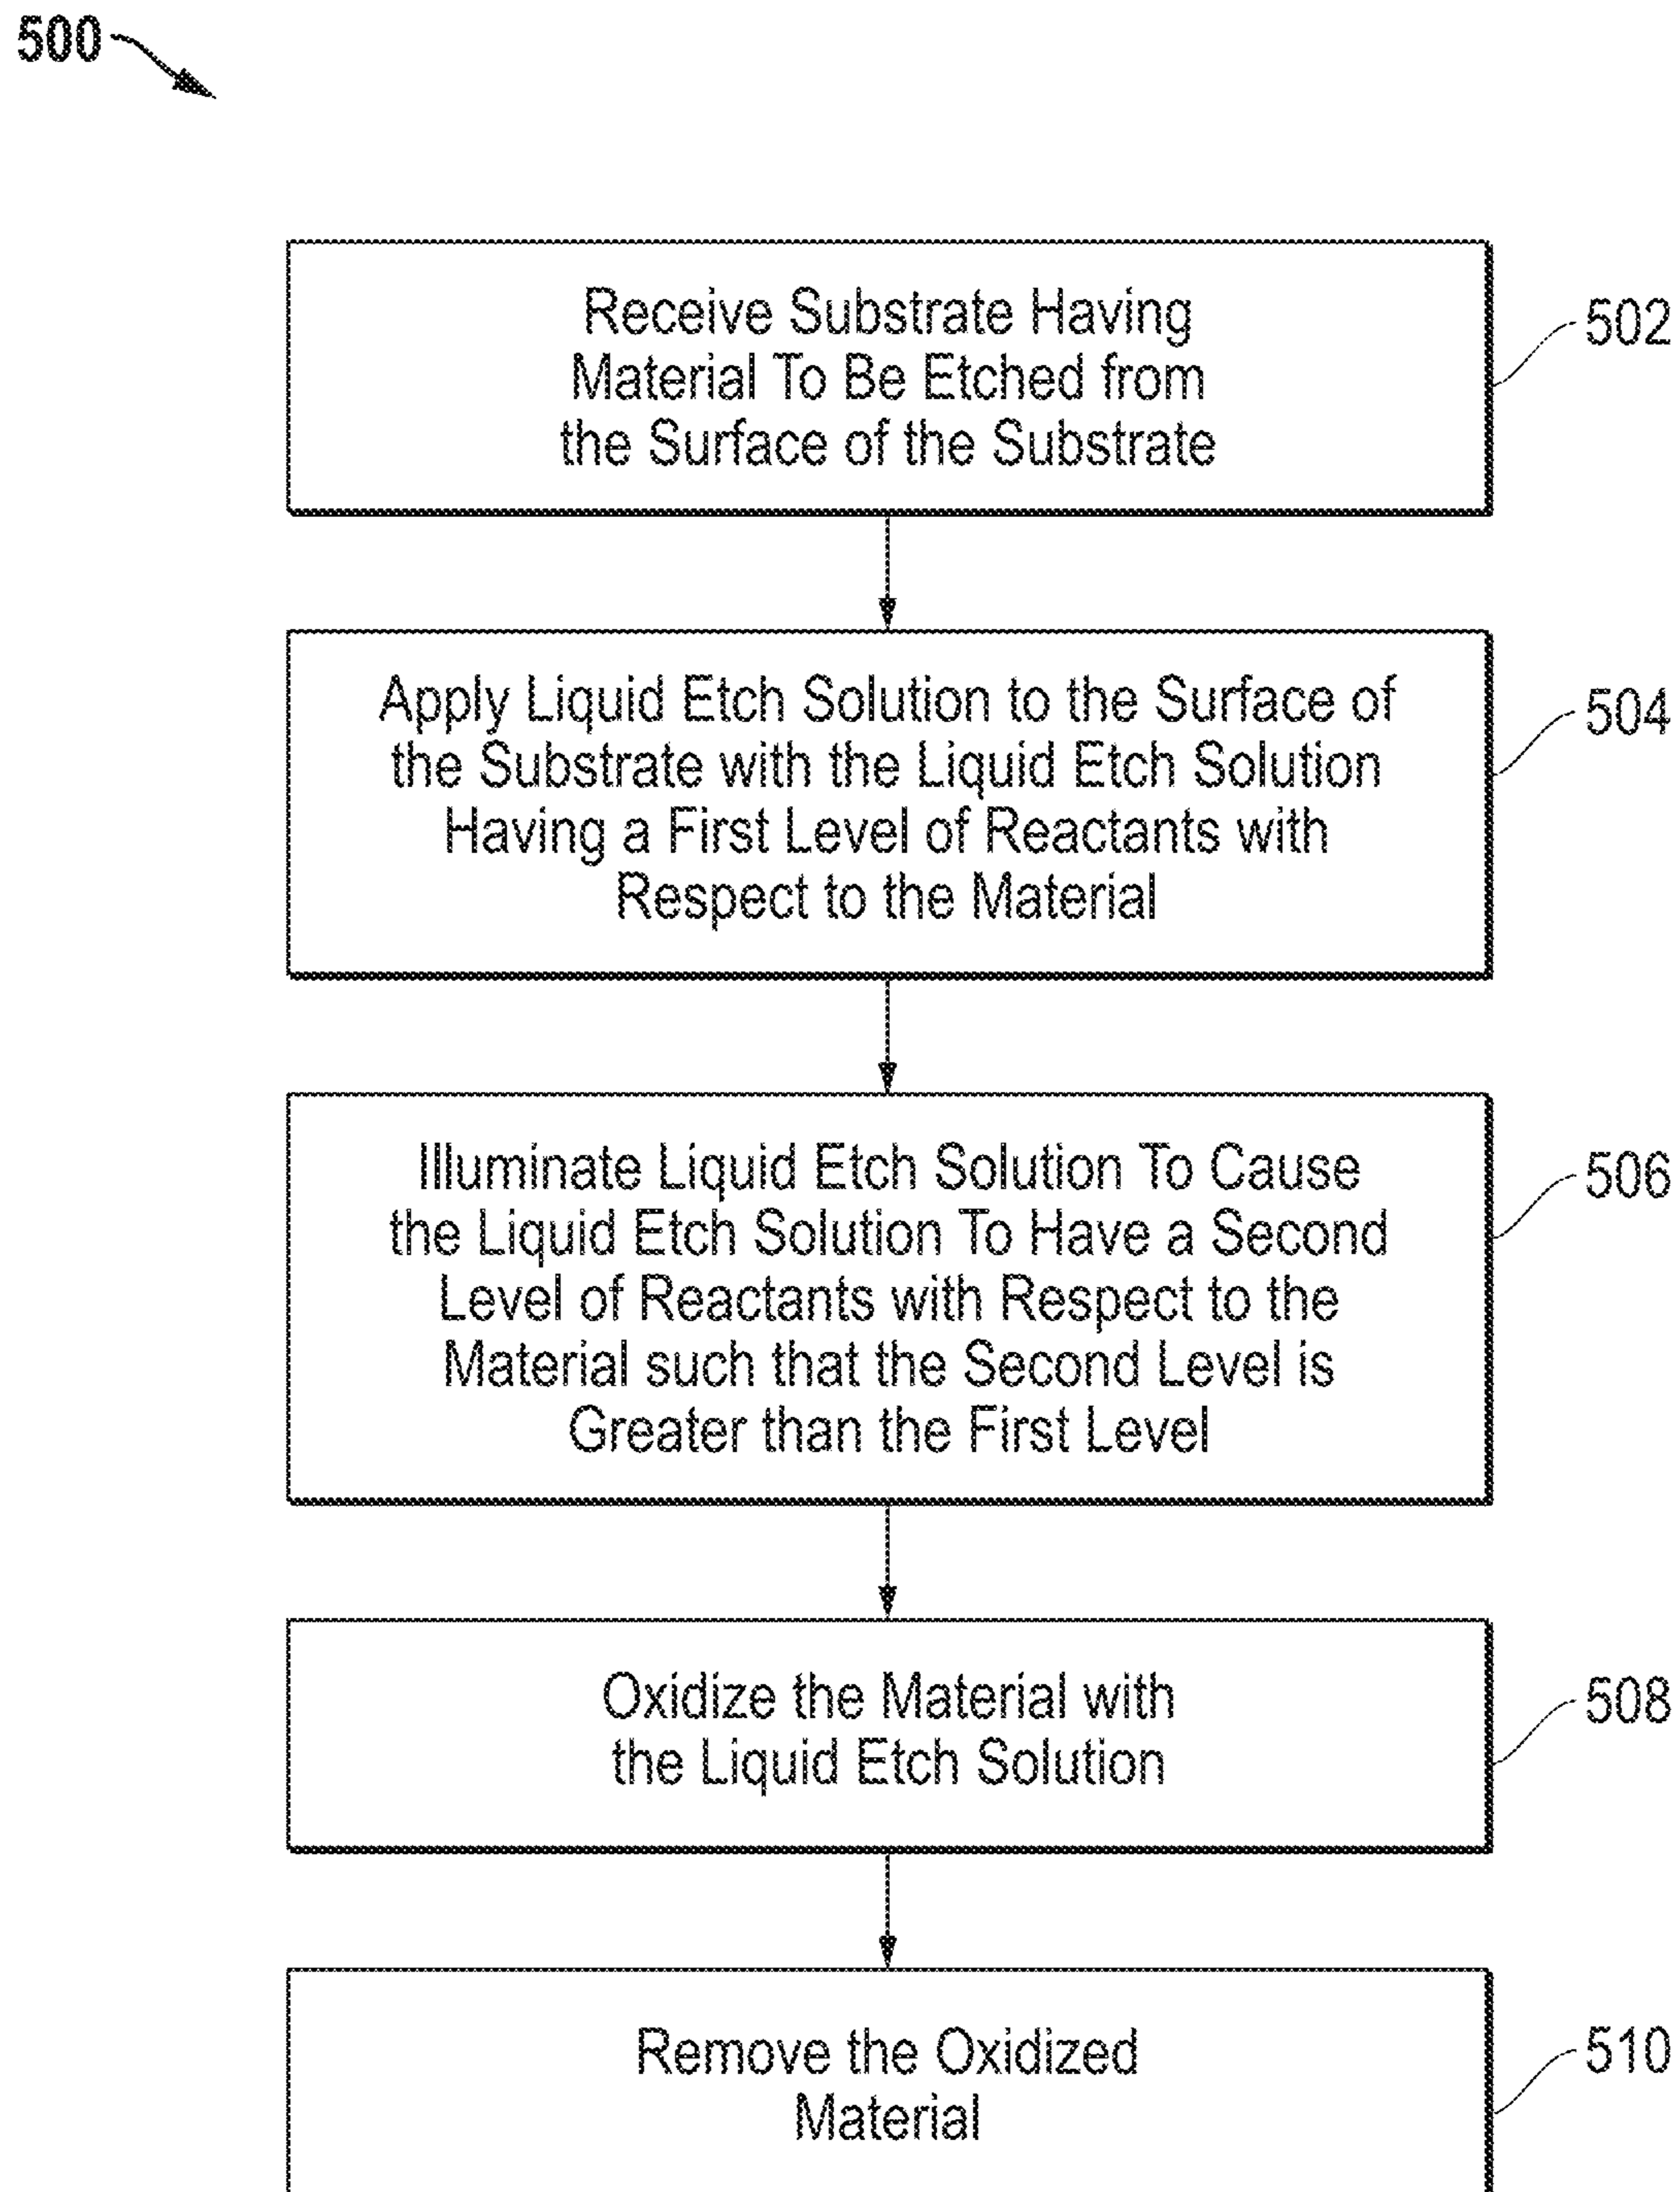 500
Receive Substrate Having
Material To Be Etched from
the Surface of the Substrate
502
Apply Liquid Etch Solution to the Surface of
the Substrate with the Liquid Etch Solution
Having a First Level of Reactants with
Respect to the Material
504
Illuminate Liquid Etch Solution To Cause
the Liquid Etch Solution To Have a Second
Level of Reactants with Respect to the
Material such that the Second Level is
Greater than the First Level
506
Oxidize the Material with
the Liquid Etch Solution
508
Remove the Oxidized
Material
510